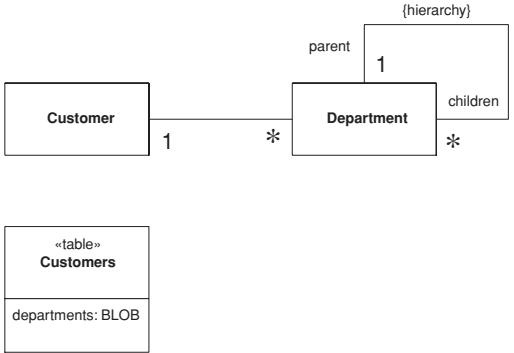 {hierarchy}
parent
1
children
Customer
Department
1
*
*
«table»
Customers
departments: BLOB